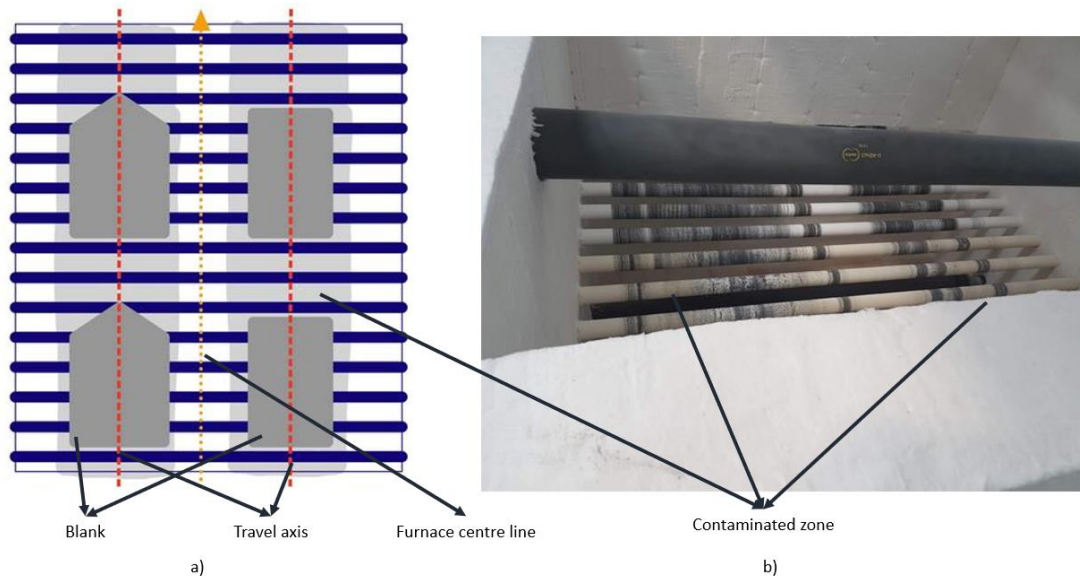 Blank
Travel axis
Furnace centre line
Contaminated zone
a)
b)